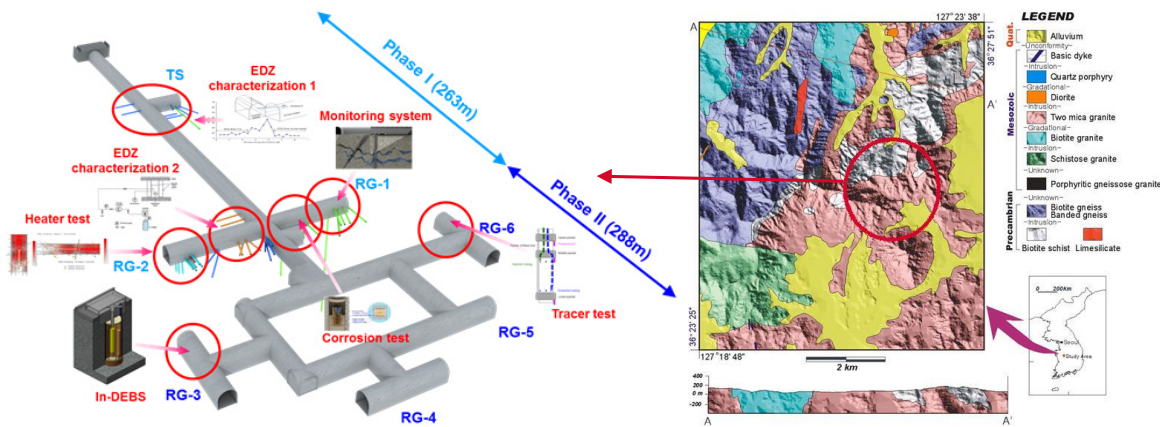 TS
EDZ
characterization 1
Phase I (263m)
Monitoring system
EDZ
characterization 2
RG-1
Heater test
RG-2
Phase II (288m)
RG-6
Tracer test
RG-5
Corrosion test
In-DEBS
RG-3
RG-4
127° 23' 38"
A
36° 27' 51"
A'
36° 23' 25"
127° 18' 48"
2 km
400
200
0 m
-200
A
A'
LEGEND
Quat.
Alluvium
Unconformity
Basic dyke
Intrusion
Quartz porphyry
Gradational
Mesozoic
Diorite
Intrusion
Two mica granite
Gradational
Biotite granite
Intrusion
Schistose granite
Unknown
Porphyritic gneissose granite
Unknown
Precambrian
Biotite gneiss
Banded gneiss
Intrusion
Biotite schist
Limesilicate
0 200Km
Seoul
Study Area